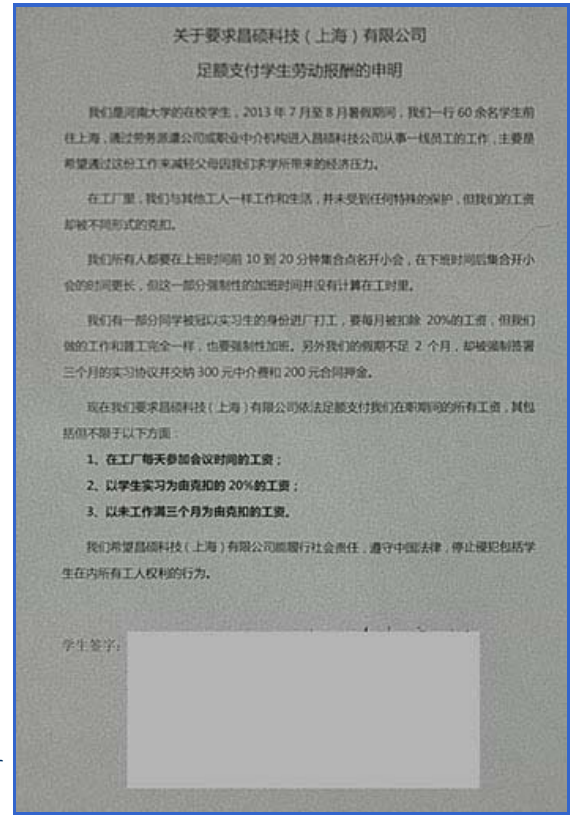 关于要求昌硕科技（上海）有限公司
足额支付学生劳动报酬的申明
我们是河南大学的在校学生，2013 年 7 月至 8 月暑假期间，我们一行 60 余名学生前
往上海，通过劳务派遣公司或职业中介机构进入昌硕科技公司从事一线员工的工作，主要是
希望通过这份工作来减轻父母因我们求学所带来的经济压力。
在工厂里，我们与其他工人一样工作和生活，并未受到任何特殊的保护，但我们的工资
却被不同形式的克扣。
我们所有人都要在上班时间前 10 到 20 分钟集合点名开小会，在下班时间后集合开小
会的时间更长，但这一部分强制性的加班时间并没有计算在工时里。
我们有一部分同学被冠以实习生的身份进厂打工，要每月被扣除 20%的工资，但我们
做的工作和普工完全一样，也要强制性加班。另外我们的假期不足 2 个月，却被强制签署
三个月的实习协议并交纳 300 元中介费和 200 元合同押金。
现在我们要求昌硕科技（上海）有限公司依法足额支付我们在职期间的所有工资，其包
括但不限于以下方面：
1、在工厂每天参加会议时间的工资；
2、以学生实习为由克扣的 20%的工资；
3、以未工作满三个月为由克扣的工资。
我们希望昌硕科技（上海）有限公司能履行社会责任，遵守中国法律，停止侵犯包括学
生在内所有工人权利的行为。
学生签字：